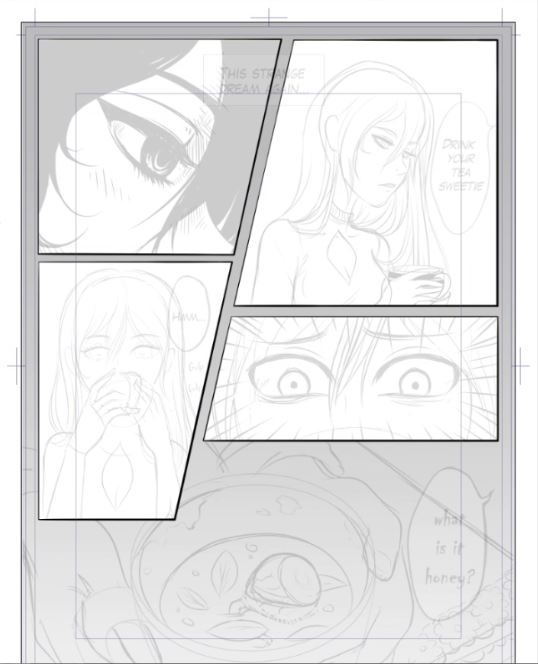 THIS STRANGE
DREAM AGAIN...
DRINK
YOUR
TEA
SWEETIE
HMM...
what
is it
honey?